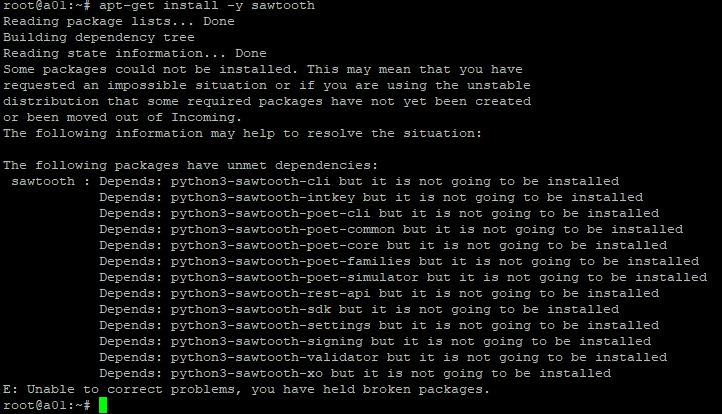 root@a01:~# apt-get install -y sawtooth
Reading package lists... Done
Building dependency tree
Reading state information... Done
Some packages could not be installed. This may mean that you have
requested an impossible situation or if you are using the unstable
distribution that some required packages have not yet been created
or been moved out of Incoming.
The following information may help to resolve the situation:

The following packages have unmet dependencies:
 sawtooth : Depends: python3-sawtooth-cli but it is not going to be installed
            Depends: python3-sawtooth-intkey but it is not going to be installed
            Depends: python3-sawtooth-poet-cli but it is not going to be installed
            Depends: python3-sawtooth-poet-common but it is not going to be installed
            Depends: python3-sawtooth-poet-core but it is not going to be installed
            Depends: python3-sawtooth-poet-families but it is not going to be installed
            Depends: python3-sawtooth-poet-simulator but it is not going to be installed
            Depends: python3-sawtooth-rest-api but it is not going to be installed
            Depends: python3-sawtooth-sdk but it is not going to be installed
            Depends: python3-sawtooth-settings but it is not going to be installed
            Depends: python3-sawtooth-signing but it is not going to be installed
            Depends: python3-sawtooth-validator but it is not going to be installed
            Depends: python3-sawtooth-xo but it is not going to be installed
E: Unable to correct problems, you have held broken packages.
root@a01:~#